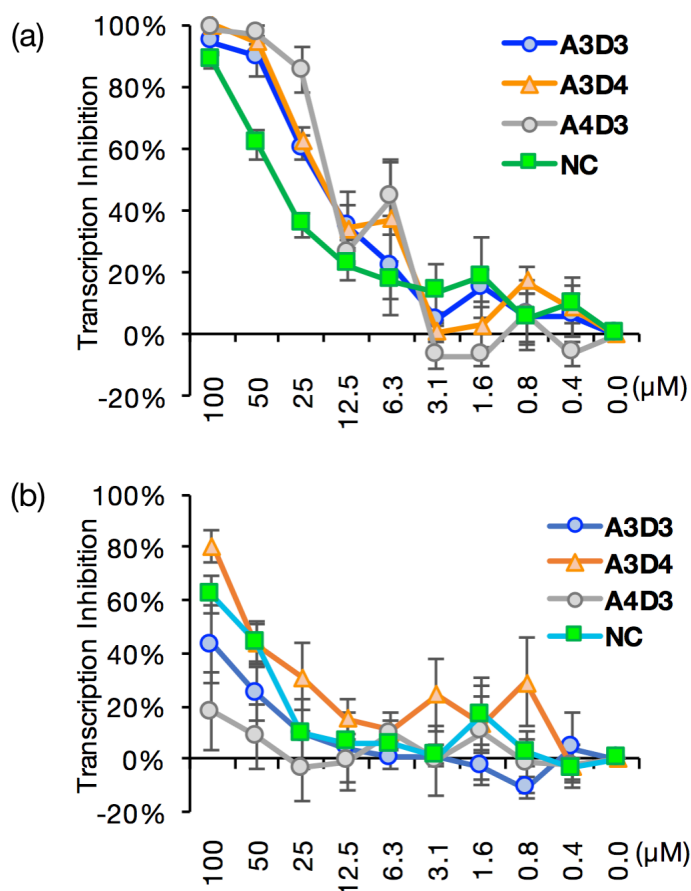 (a)
Transcription Inhibition
100%
80%
60%
40%
20%
0%
-20%
A3D3
A3D4
A4D3
NC
100
50
25
12.5
6.3
3.1
1.6
0.8
0.4
0.0
(µM)
(b)
Transcription Inhibition
100%
80%
60%
40%
20%
0%
-20%
A3D3
A3D4
A4D3
NC
100
50
25
12.5
6.3
3.1
1.6
0.8
0.4
0.0
(µM)